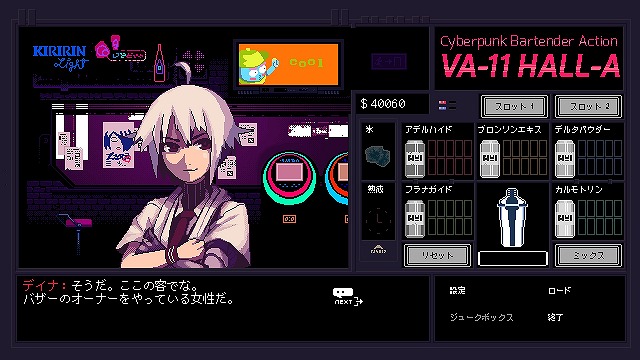 KIRIRIN
Light
0001
Cyberpunk Bartender Action
VA-11 HALL-A
$ 40060
スロット 1
スロット 2
氷
アデルハイド
ブロンソンエキス
デルタパウダー
熟成
フラナガイド
カルモトリン
リセット
ミックス
デイナ：そうだ。ここの客でな。
バザーのオーナーをやっている女性だ。
NEXT
設定
ロード
ジュークボックス
終了